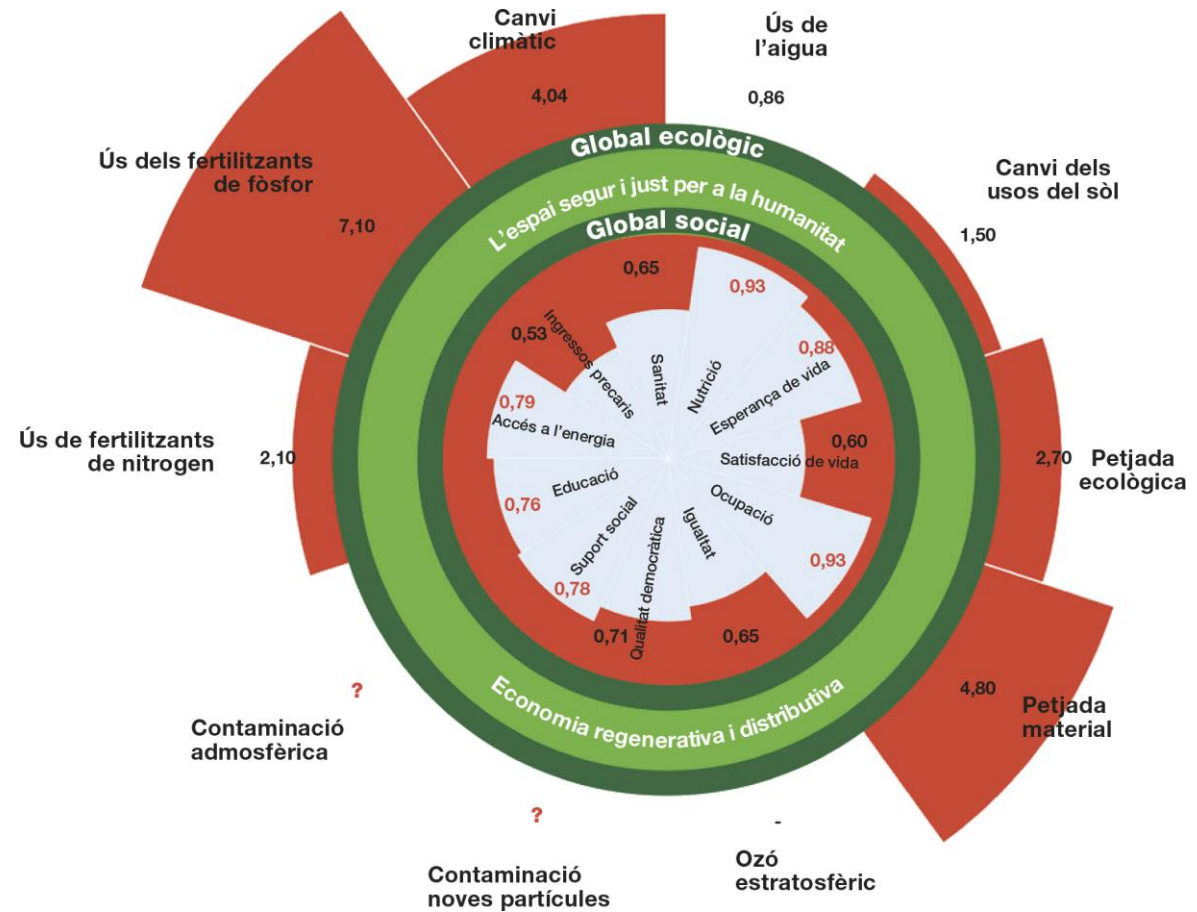 Canvi
climàtic
4,04
Ús de
l'aigua
0,86
Ús dels fertilitzants
de fòsfor
7,10
Canvi dels
usos del sòl
1,50
Global ecològic
L'espai segur i just per a la humanitat
Global social
0,65
0,93
0,53
0,88
Ingressos precaris
Sanitat
Nutrició
Esperança de vida
0,79
Accés a l'energia
0,60
Satisfacció de vida
Ús de fertilitzants
de nitrogen
2,10
2,70
Petjada
ecològica
Educació
0,76
Ocupació
Suport social
Qualitat democràtica
Igualtat
0,93
0,78
0,71
0,65
Economia regenerativa i distributiva
4,80
Petjada
material
?
Contaminació
admosfèrica
?
Contaminació
noves partícules
-
Ozó
estratosfèric